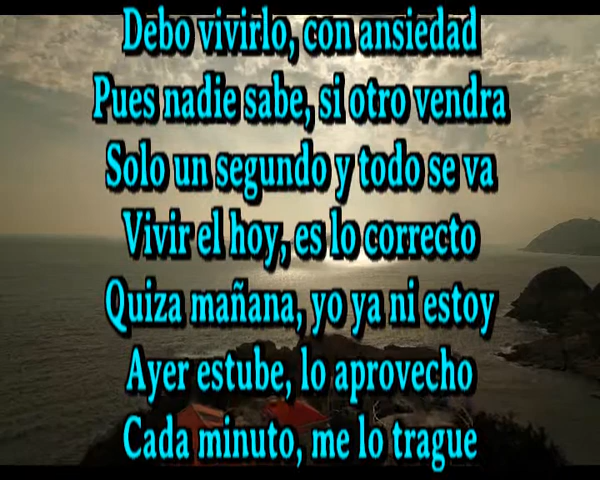 Debo vivirlo, con ansiedad
Pues nadie sabe, si otro vendra
Solo un segundo y todo se va
Vivir el hoy, es lo correcto
Quiza mañana, yo ya ni estoy
Ayer estube, lo aprovecho
Cada minuto, me lo trague